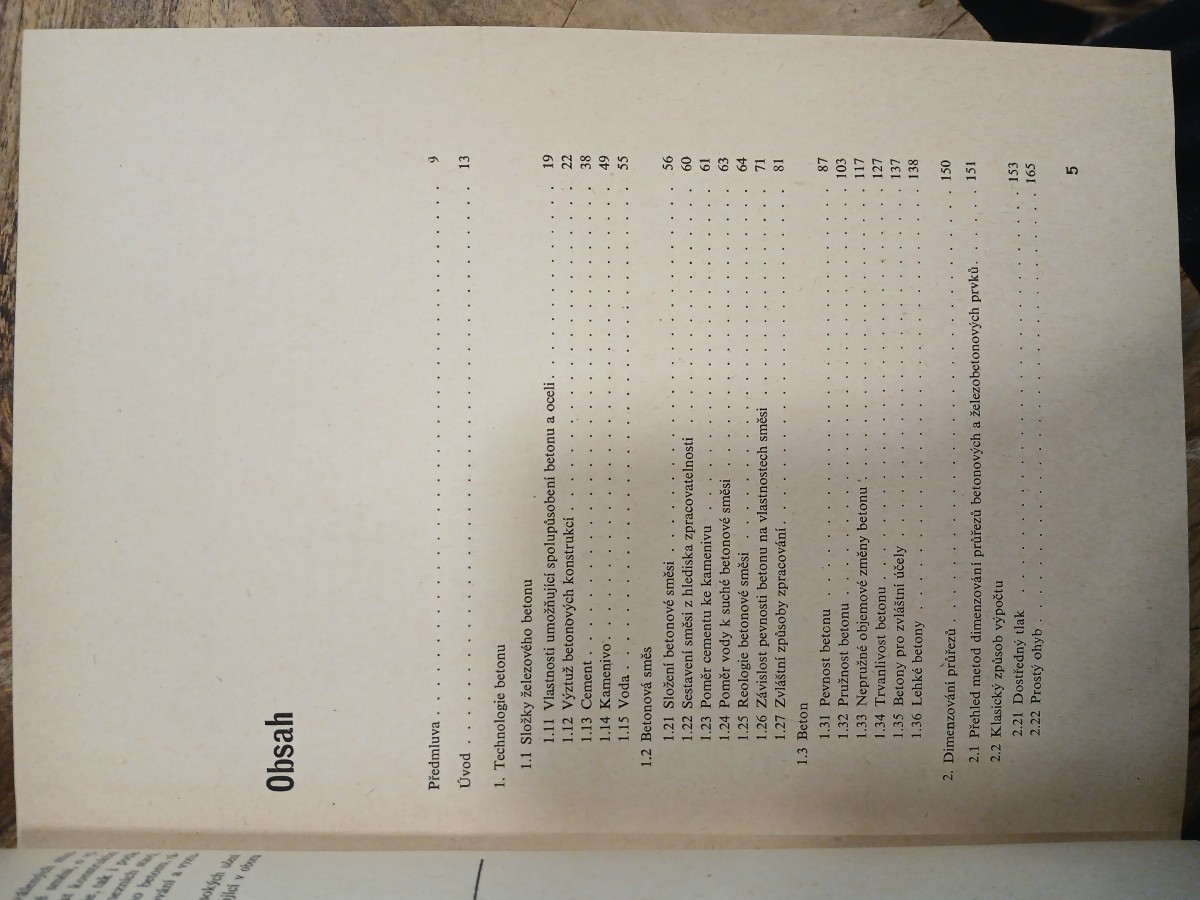 Obsah
Předmluva . . . . . . . . . . . . . . . . . . . . 9
Úvod . . . . . . . . . . . . . . . . . . . . 13
1. Technologie betonu
1.1 Složky železového betonu
1.11 Vlastnosti umožňující spolupůsobení betonu a oceli . . . . . . . . . . 19
1.12 Výztuž betonových konstrukcí . . . . . . . . . . . . . . . 22
1.13 Cement . . . . . . . . . . . . . . . . . . . . 38
1.14 Kamenivo . . . . . . . . . . . . . . . . . . . . 49
1.15 Voda . . . . . . . . . . . . . . . . . . . . 55
1.2 Betonová směs
1.21 Složení betonové směsi . . . . . . . . . . . . . . . . . 56
1.22 Sestavení směsi z hlediska zpracovatelnosti . . . . . . . . . . . . 60
1.23 Poměr cementu ke kamenivu . . . . . . . . . . . . . . . 61
1.24 Poměr vody k suché betonové směsi . . . . . . . . . . . . . 63
1.25 Reologie betonové směsi . . . . . . . . . . . . . . . . 64
1.26 Závislost pevnosti betonu na vlastnostech směsi . . . . . . . . . . 71
1.27 Zvláštní způsoby zpracování . . . . . . . . . . . . . . . 81
1.3 Beton
1.31 Pevnost betonu . . . . . . . . . . . . . . . . . . 87
1.32 Pružnost betonu . . . . . . . . . . . . . . . . . . 103
1.33 Nepružné objemové změny betonu . . . . . . . . . . . . . . 117
1.34 Trvanlivost betonu . . . . . . . . . . . . . . . . . 127
1.35 Betony pro zvláštní účely . . . . . . . . . . . . . . . . 137
1.36 Lehké betony . . . . . . . . . . . . . . . . . . . 138
2. Dimenzování průřezů . . . . . . . . . . . . . . . . . . 150
2.1 Přehled metod dimenzování průřezů betonových a železobetonových prvků . . . . 151
2.2 Klasický způsob výpočtu
2.21 Dostředný tlak . . . . . . . . . . . . . . . . . . 153
2.22 Prostý ohyb . . . . . . . . . . . . . . . . . . . 165
5